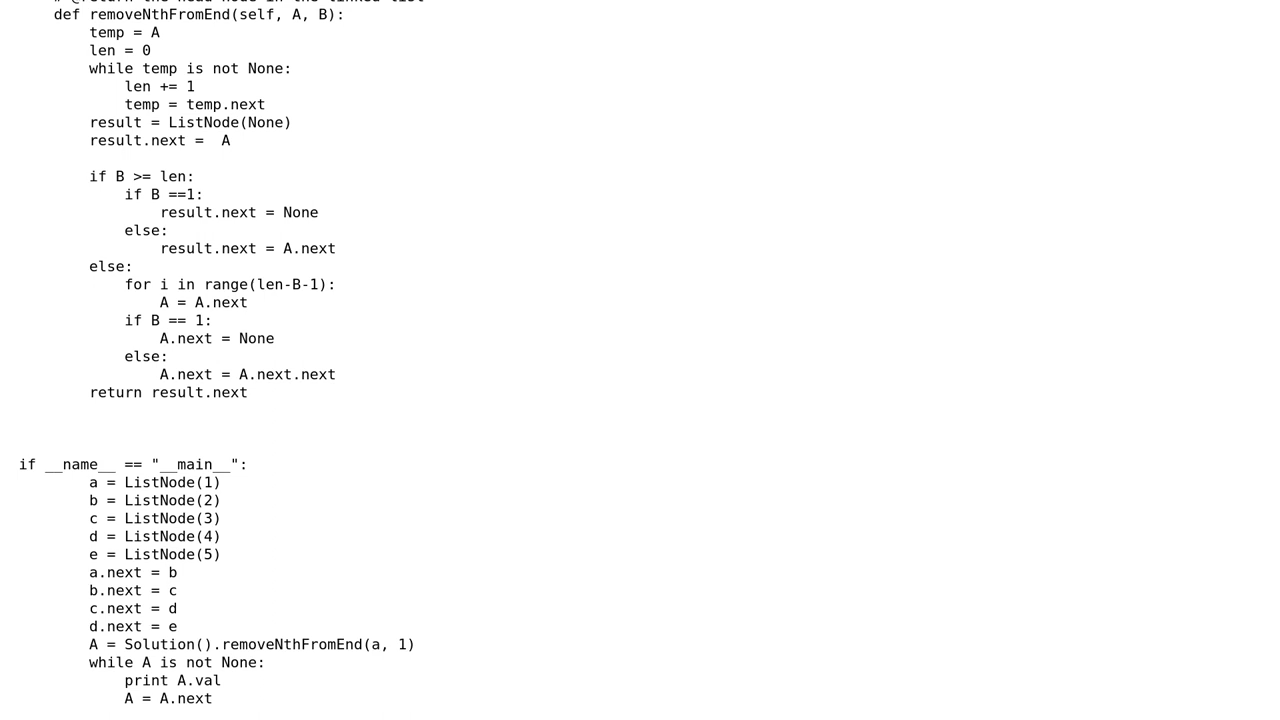 def removeNthFromEnd(self, A, B):
        temp = A
        len = 0
        while temp is not None:
            len += 1
            temp = temp.next
        result = ListNode(None)
        result.next =  A

        if B >= len:
            if B ==1:
                result.next = None
            else:
                result.next = A.next
        else:
            for i in range(len-B-1):
                A = A.next
            if B == 1:
                A.next = None
            else:
                A.next = A.next.next
        return result.next



if __name__ == "__main__":
        a = ListNode(1)
        b = ListNode(2)
        c = ListNode(3)
        d = ListNode(4)
        e = ListNode(5)
        a.next = b
        b.next = c
        c.next = d
        d.next = e
        A = Solution().removeNthFromEnd(a, 1)
        while A is not None:
            print A.val
            A = A.next